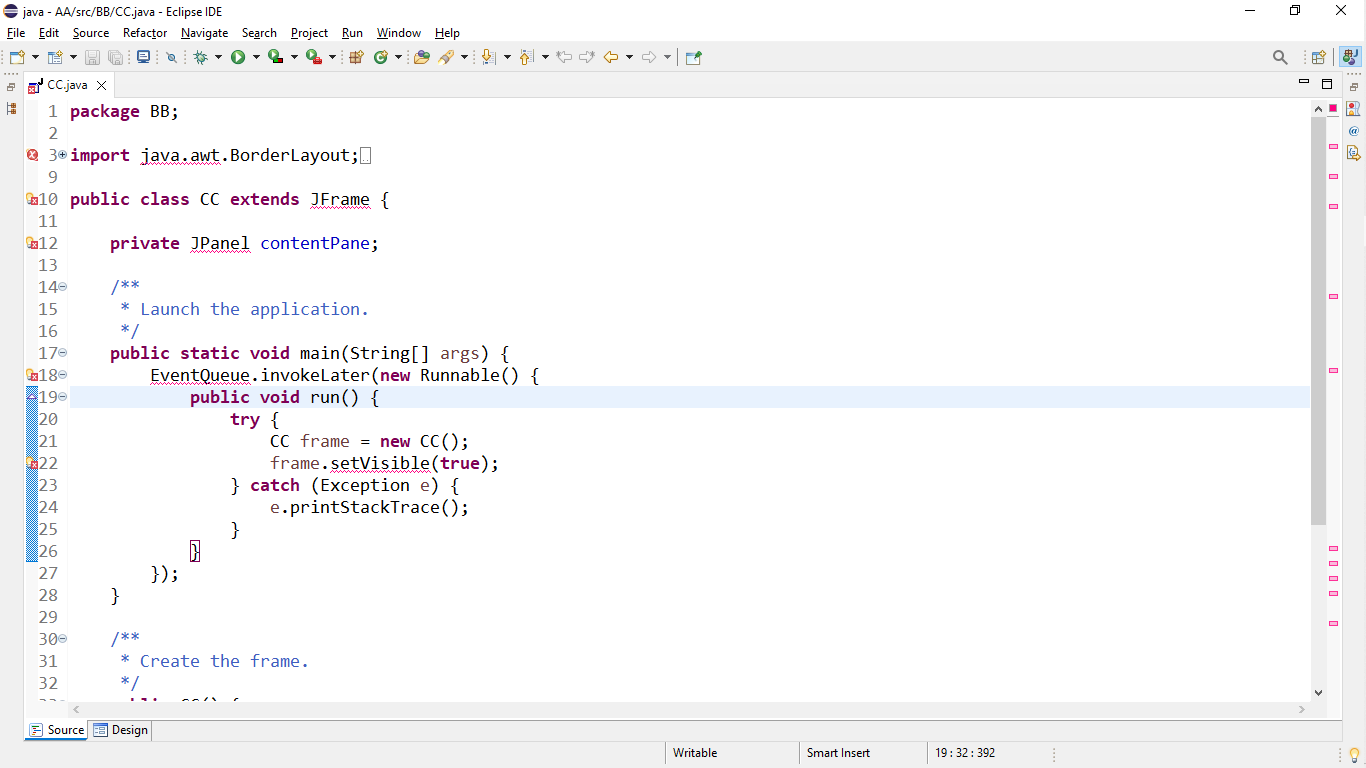 java - AA/src/BB/CC.java - Eclipse IDE
File Edit Source Refactor Navigate Search Project Run Window Help
CC.java
1 package BB;
2
3 import java.awt.BorderLayout;
9
10 public class CC extends JFrame {
11
12 private JPanel contentPane;
13
14 /**
15 * Launch the application.
16 */
17 public static void main(String[] args) {
18 EventQueue.invokeLater(new Runnable() {
19 public void run() {
20 try {
21 CC frame = new CC();
22 frame.setVisible(true);
23 } catch (Exception e) {
24 e.printStackTrace();
25 }
26 }
27 });
28 }
29
30 /**
31 * Create the frame.
32 */
Source Design
Writable Smart Insert 19 : 32 : 392